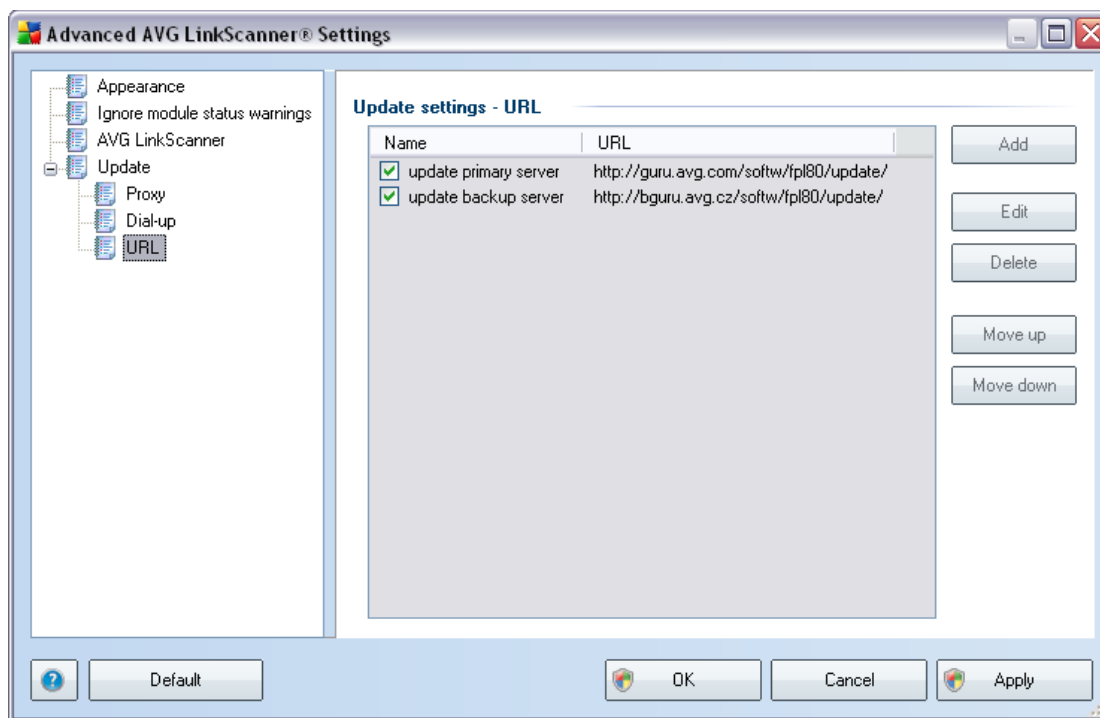 Advanced AVG LinkScanner® Settings
Appearance
Ignore module status warnings
AVG LinkScanner
Update
Proxy
Dial-up
URL
Update settings - URL
Name URL
update primary server http://guru.avg.com/softw/fpl80/update/
update backup server http://bguru.avg.cz/softw/fpl80/update/
Add
Edit
Delete
Move up
Move down
? Default OK Cancel Apply